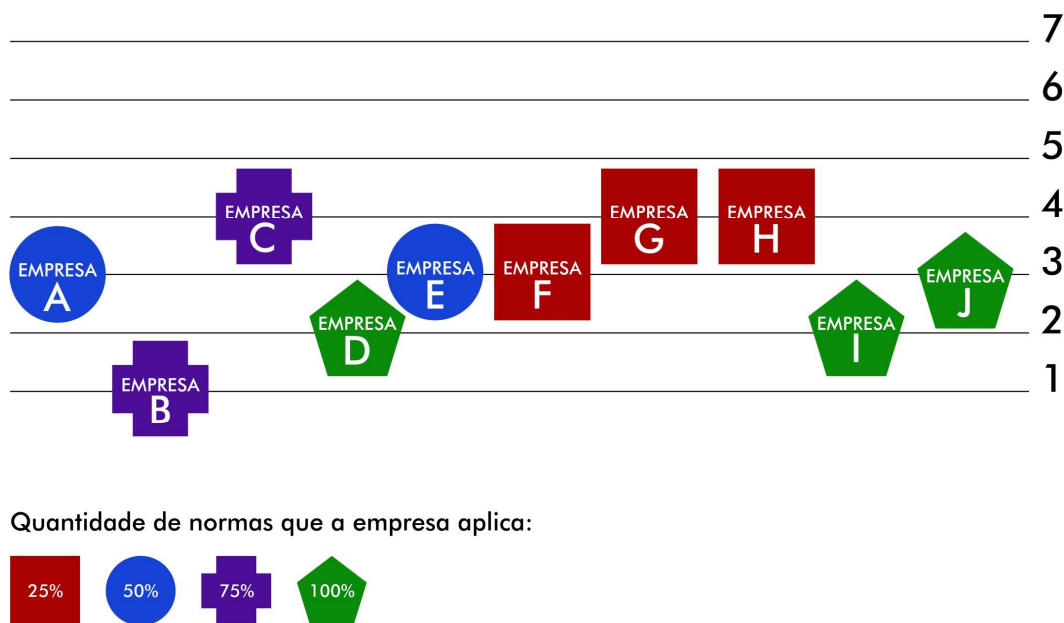 7
6
5
4
3
2
1
EMPRESA
A
EMPRESA
B
EMPRESA
C
EMPRESA
D
EMPRESA
E
EMPRESA
F
EMPRESA
G
EMPRESA
H
EMPRESA
I
EMPRESA
J
Quantidade de normas que a empresa aplica:
25% 50% 75% 100%